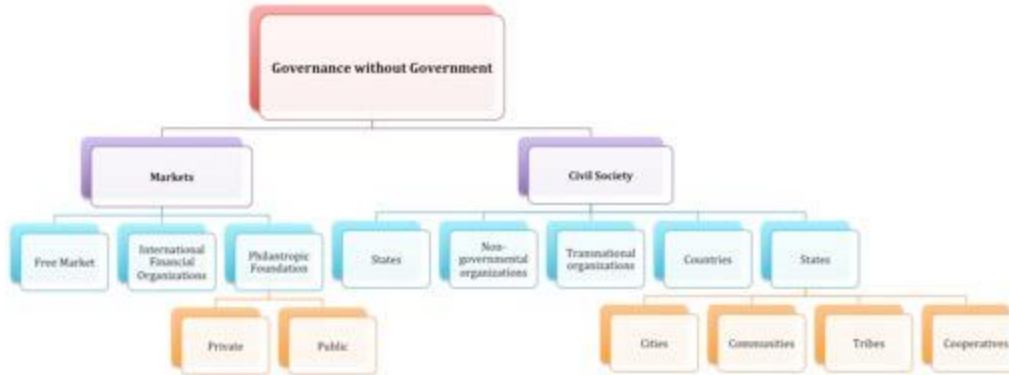 Governance without Government
Markets
Civil Society
Free Market
International
Financial
Organizations
Philantropic
Foundation
States
Non-
governmental
organizations
Transnational
organizations
Countries
States
Private
Public
Cities
Communities
Tribes
Cooperatives